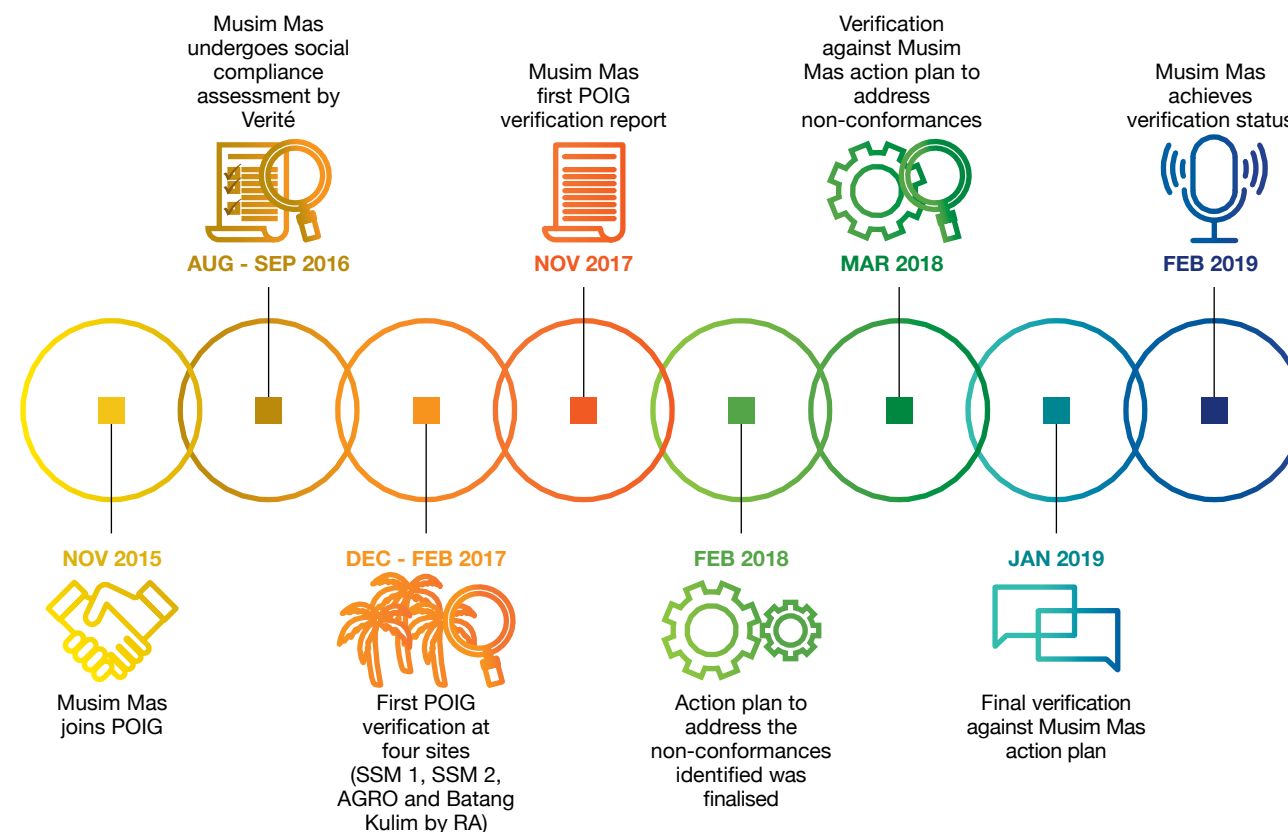 Musim Mas
undergoes social
compliance
assessment by
Verité
AUG - SEP 2016
Musim Mas
first POIG
verification report
NOV 2017
Verification
against Musim
Mas action plan to
address
non-conformances
MAR 2018
Musim Mas
achieves
verification status
FEB 2019
NOV 2015
Musim Mas
joins POIG
DEC - FEB 2017
First POIG
verification at
four sites
(SSM 1, SSM 2,
AGRO and Batang
Kulim by RA)
FEB 2018
Action plan to
address the
non-conformances
identified was
finalised
JAN 2019
Final verification
against Musim Mas
action plan